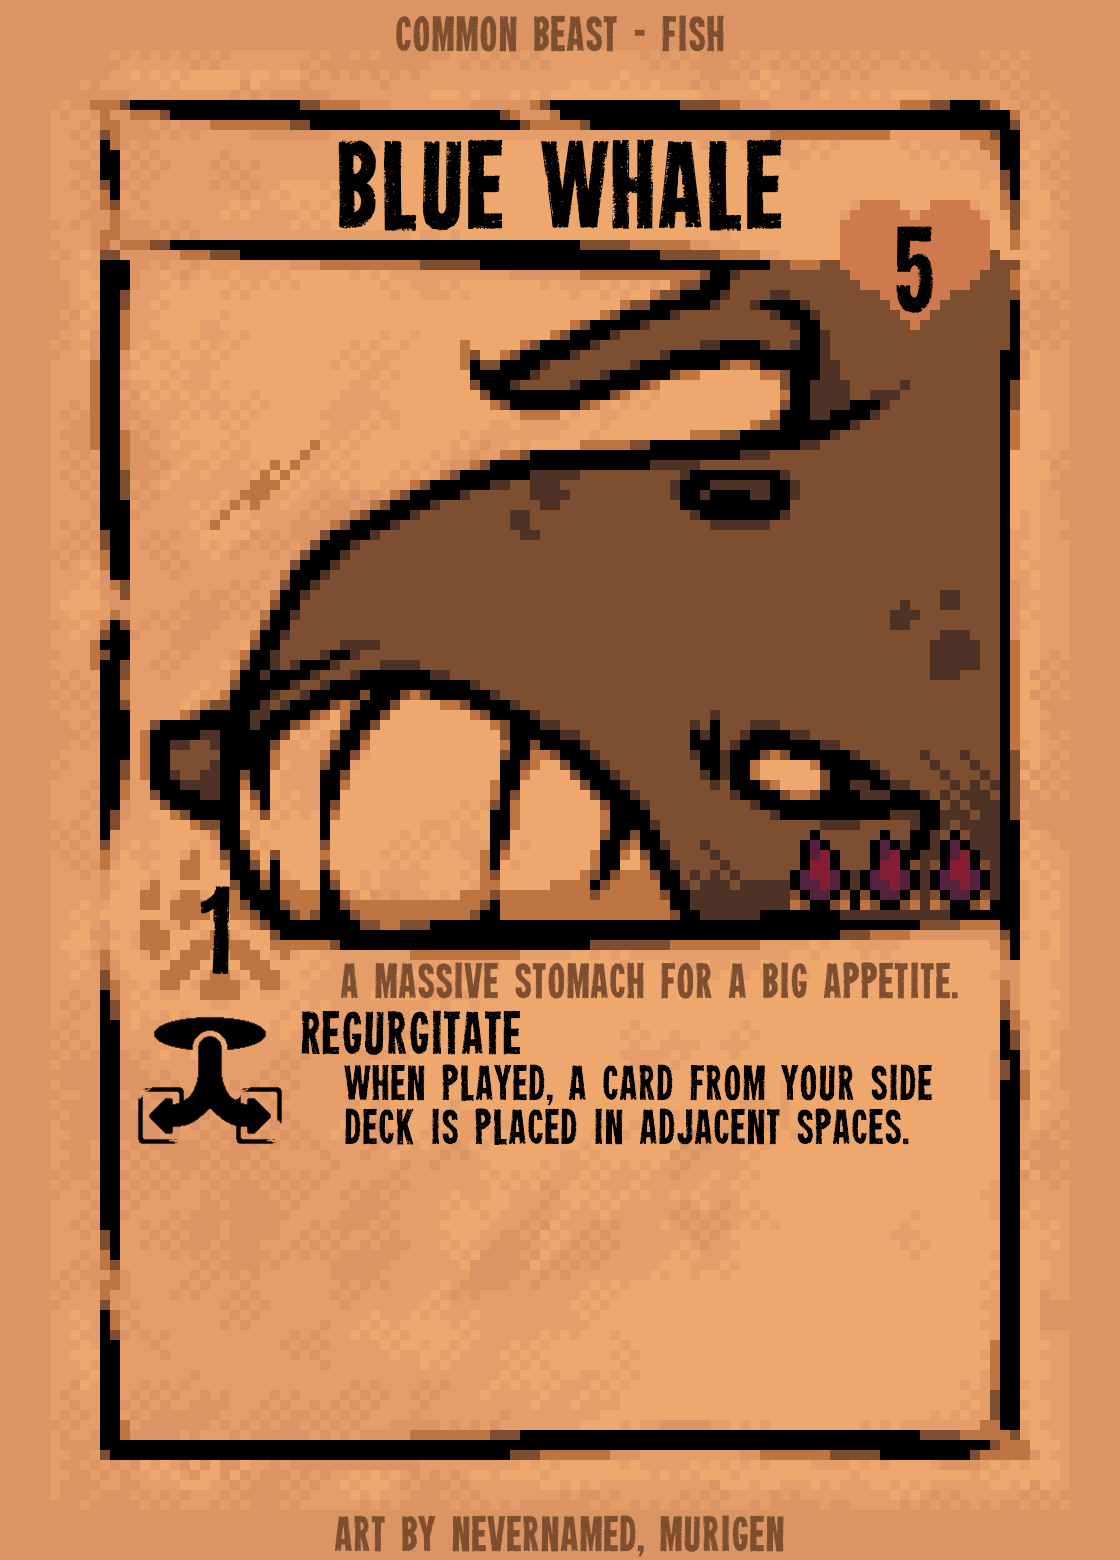 COMMON BEAST - FISH
BLUE WHALE
5
1
A MASSIVE STOMACH FOR A BIG APPETITE.
REGURGITATE
WHEN PLAYED, A CARD FROM YOUR SIDE
DECK IS PLACED IN ADJACENT SPACES.
ART BY NEVERNAMED, MURIGEN